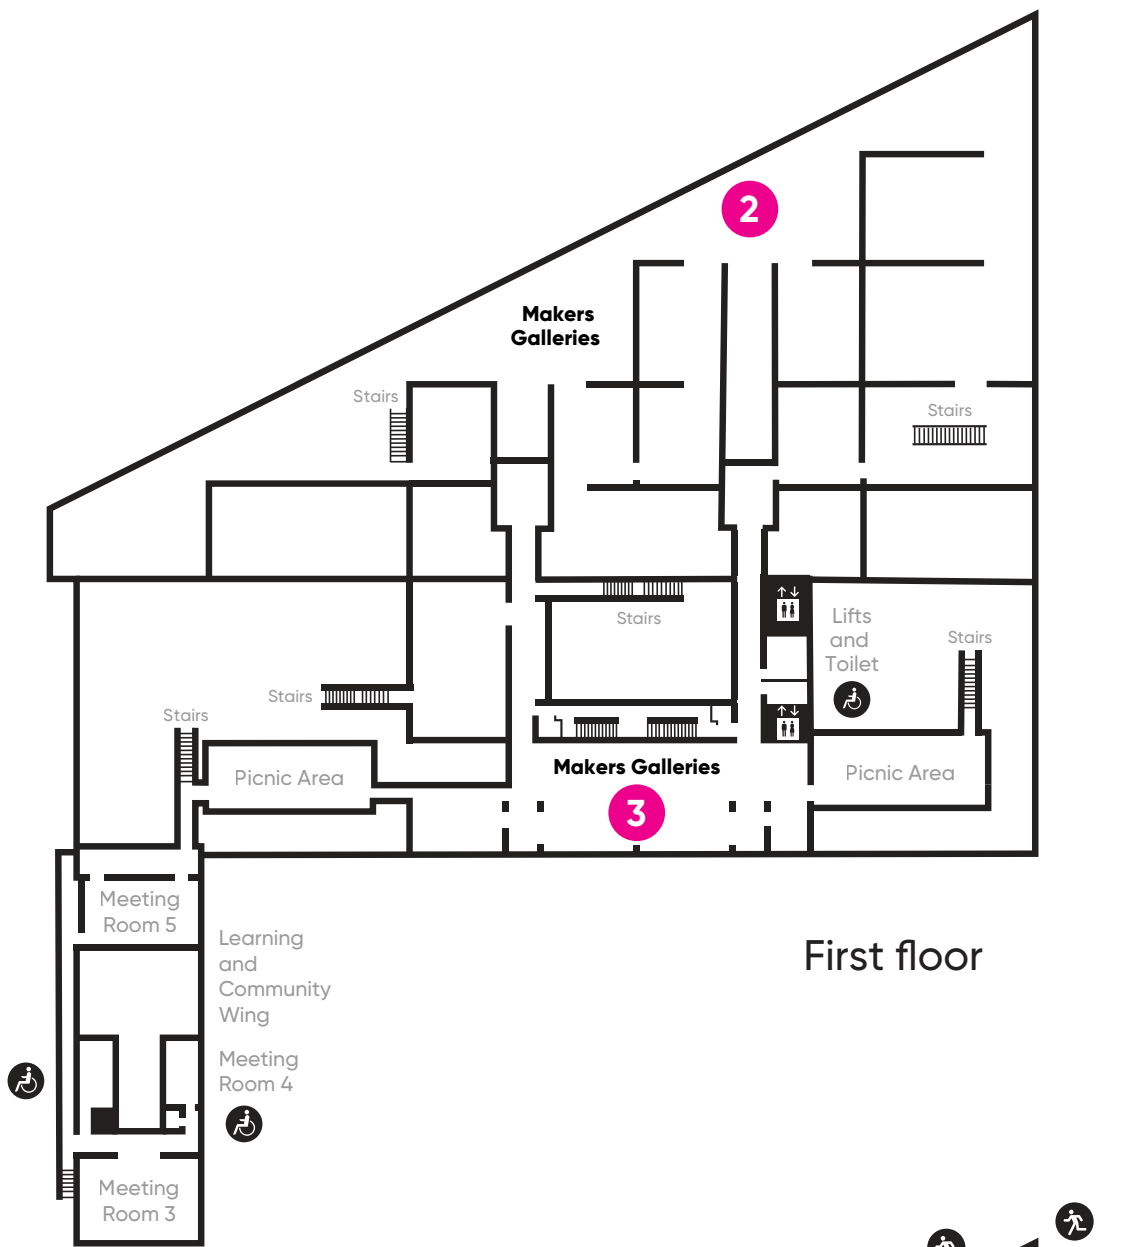 2
Makers
Galleries
Stairs
Stairs
Stairs
Lifts
and
Toilet
Stairs
Stairs
Stairs
Picnic Area
Makers Galleries
Picnic Area
3
Meeting
Room 5
Learning
and
Community
Wing
First floor
Meeting
Room 4
Meeting
Room 3